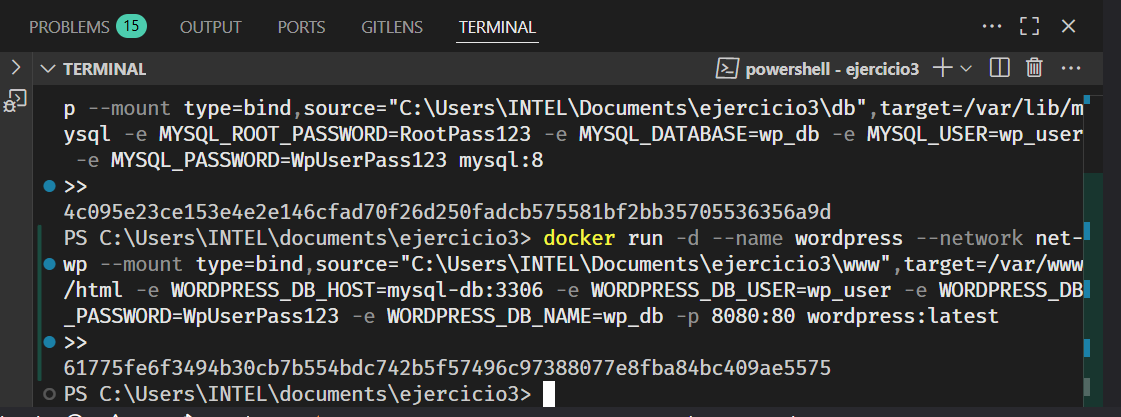 PROBLEMS 15 OUTPUT PORTS GITLENS TERMINAL
TERMINAL powershell - ejercicio3
p --mount type=bind,source="C:\Users\INTEL\Documents\ejercicio3\db",target=/var/lib/m
ysql -e MYSQL_ROOT_PASSWORD=RootPass123 -e MYSQL_DATABASE=wp_db -e MYSQL_USER=wp_user
-e MYSQL_PASSWORD=WpUserPass123 mysql:8
>>
4c095e23ce153e4e2e146cfad70f26d250fadcb575581bf2bb35705536356a9d
PS C:\Users\INTEL\documents\ejercicio3> docker run -d --name wordpress --network net-
wp --mount type=bind,source="C:\Users\INTEL\Documents\ejercicio3\www",target=/var/www
/html -e WORDPRESS_DB_HOST=mysql-db:3306 -e WORDPRESS_DB_USER=wp_user -e WORDPRESS_DB
_PASSWORD=WpUserPass123 -e WORDPRESS_DB_NAME=wp_db -p 8080:80 wordpress:latest
>>
61775fe6f3494b30cb7b554bdc742b5f57496c97388077e8fba84bc409ae5575
PS C:\Users\INTEL\documents\ejercicio3>